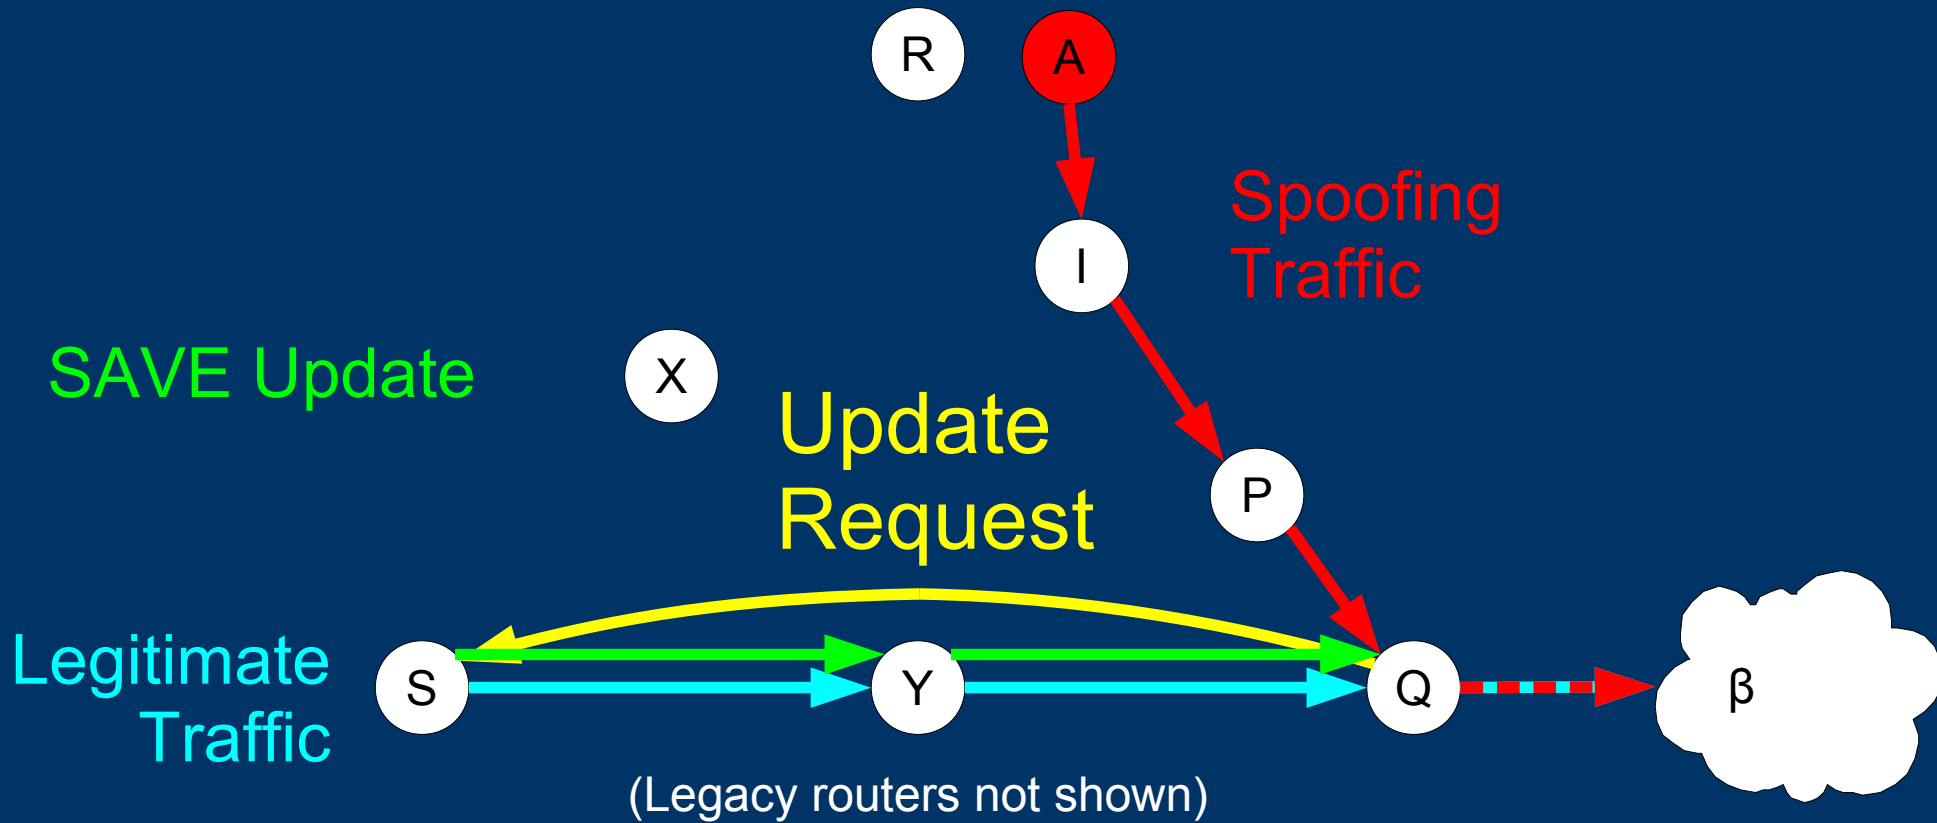 R
A
Spoofing
Traffic
I
SAVE Update
X
Update
Request
P
Legitimate
Traffic
S
Y
Q
β
(Legacy routers not shown)